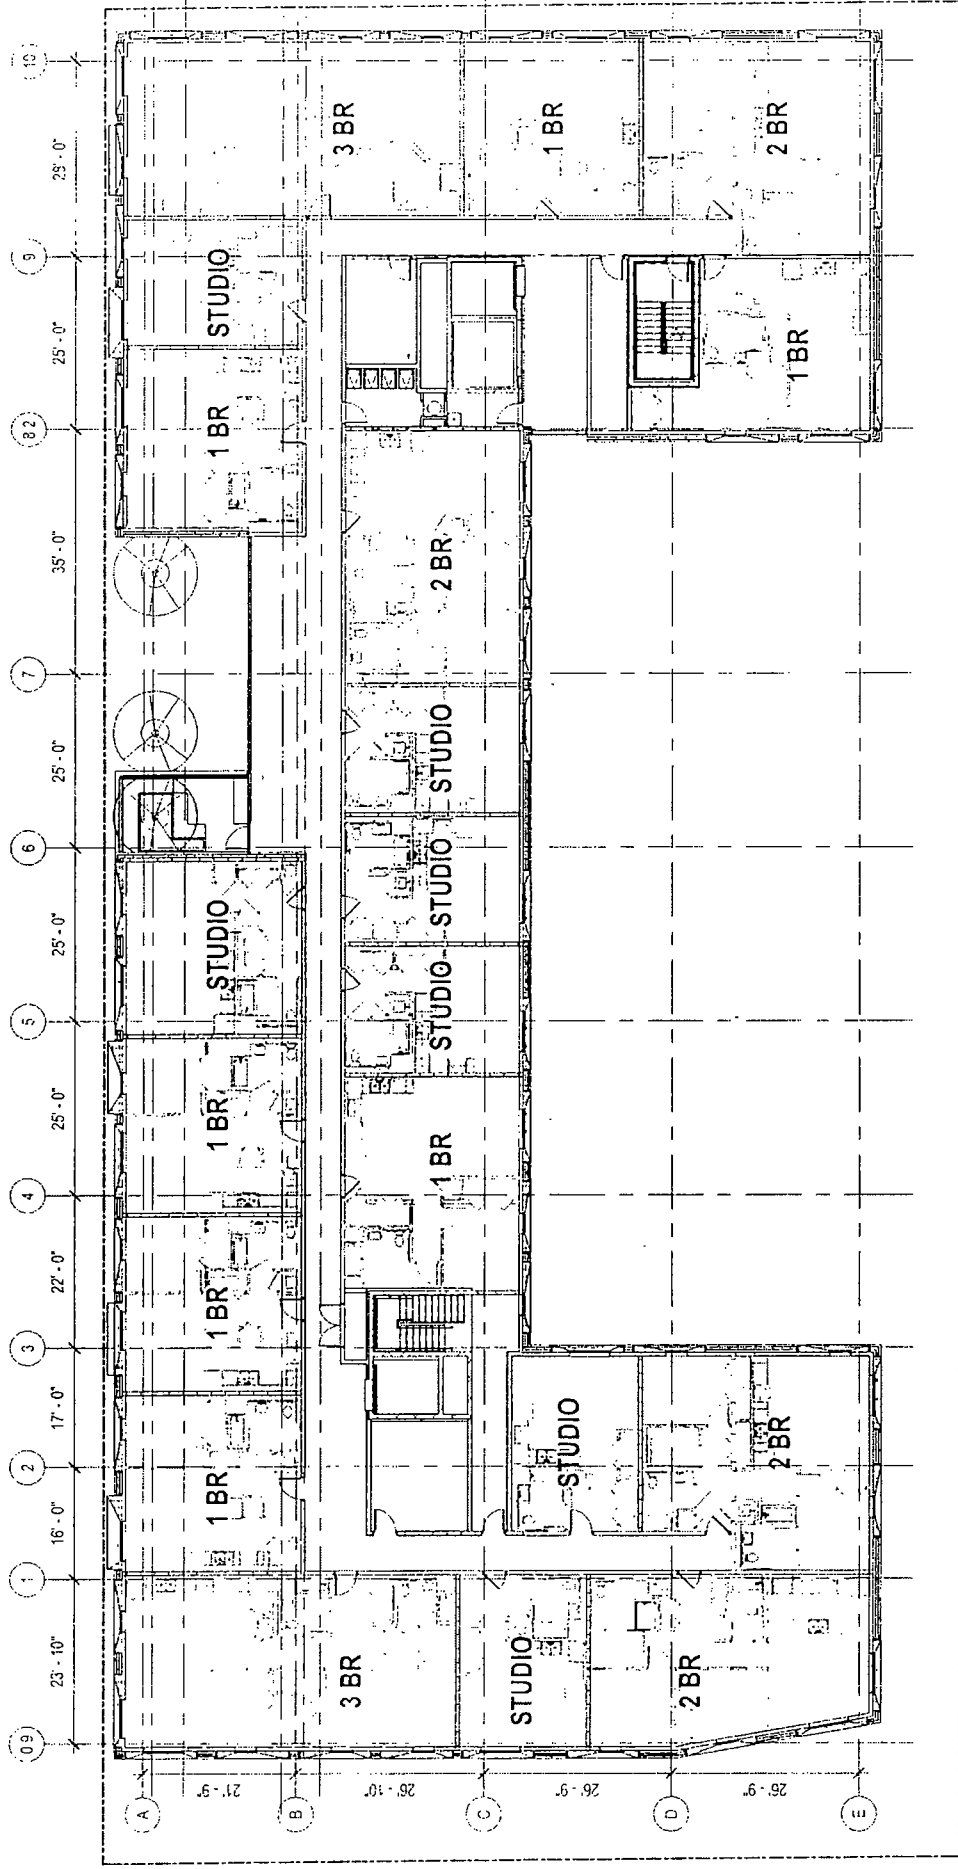 0.9 1 2 3 4 5 6 7 8.2 9 10
23' - 10" 16' - 0" 17' - 0" 22' - 0" 25' - 0" 25' - 0" 25' - 0" 35' - 0" 25' - 0" 29' - 0"
A
21' - 9"
1 BR 1 BR 1 BR STUDIO 1 BR STUDIO
B
3 BR 3 BR
26' - 10"
1 BR STUDIO STUDIO STUDIO 2 BR
C
STUDIO STUDIO 1 BR
26' - 9"
D
2 BR 2 BR 1 BR 2 BR
26' - 9"
E